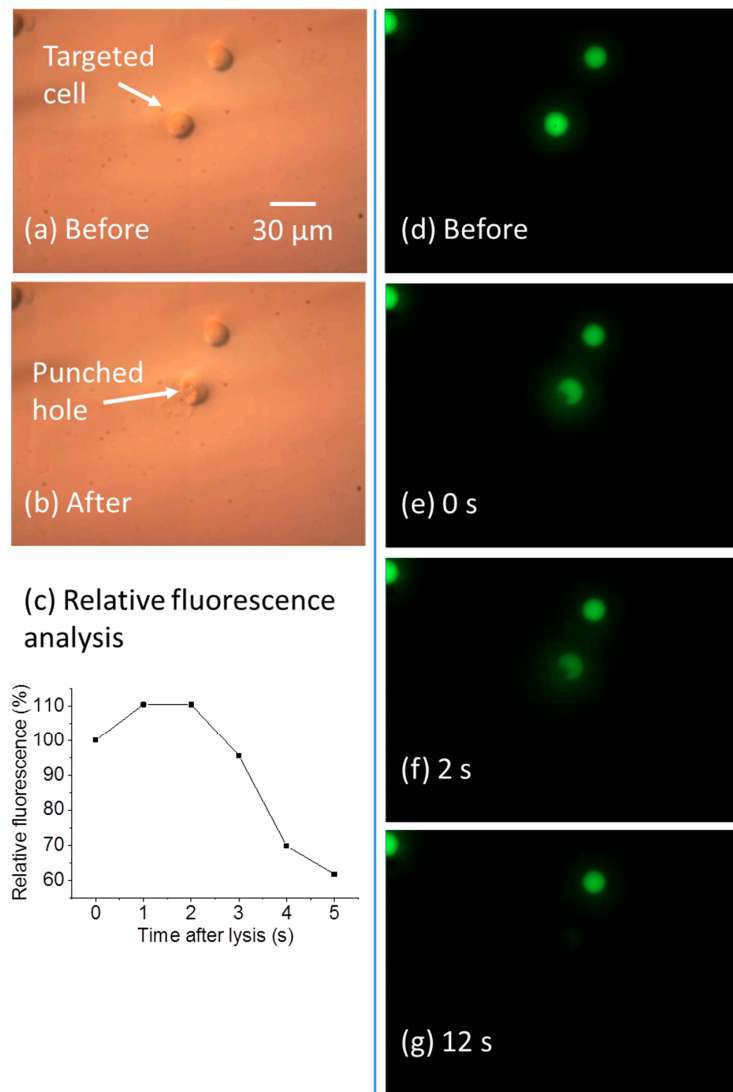 Targeted
cell
(a) Before
30 μm
Punched
hole
(b) After
(c) Relative fluorescence
analysis
Relative fluorescence (%)
110
100
90
80
70
60
0 1 2 3 4 5
Time after lysis (s)
(d) Before
(e) 0 s
(f) 2 s
(g) 12 s